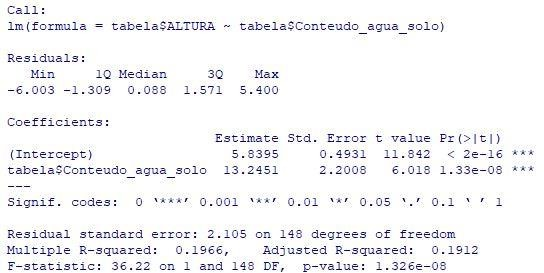 Call:
lm(formula = tabela$ALTURA ~ tabela$Conteudo_agua_solo)
Residuals:
Min 1Q Median 3Q Max
-6.003 -1.309 0.088 1.571 5.400
Coefficients:
Estimate Std. Error t value Pr(>|t|)
(Intercept) 5.8395 0.4931 11.842 < 2e-16 ***
tabela$Conteudo_agua_solo 13.2451 2.2008 6.018 1.33e-08 ***
---
Signif. codes: 0 ‘***’ 0.001 ‘**’ 0.01 ‘*’ 0.05 ‘.’ 0.1 ‘ ’ 1
Residual standard error: 2.105 on 148 degrees of freedom
Multiple R-squared: 0.1966, Adjusted R-squared: 0.1912
F-statistic: 36.22 on 1 and 148 DF, p-value: 1.326e-08